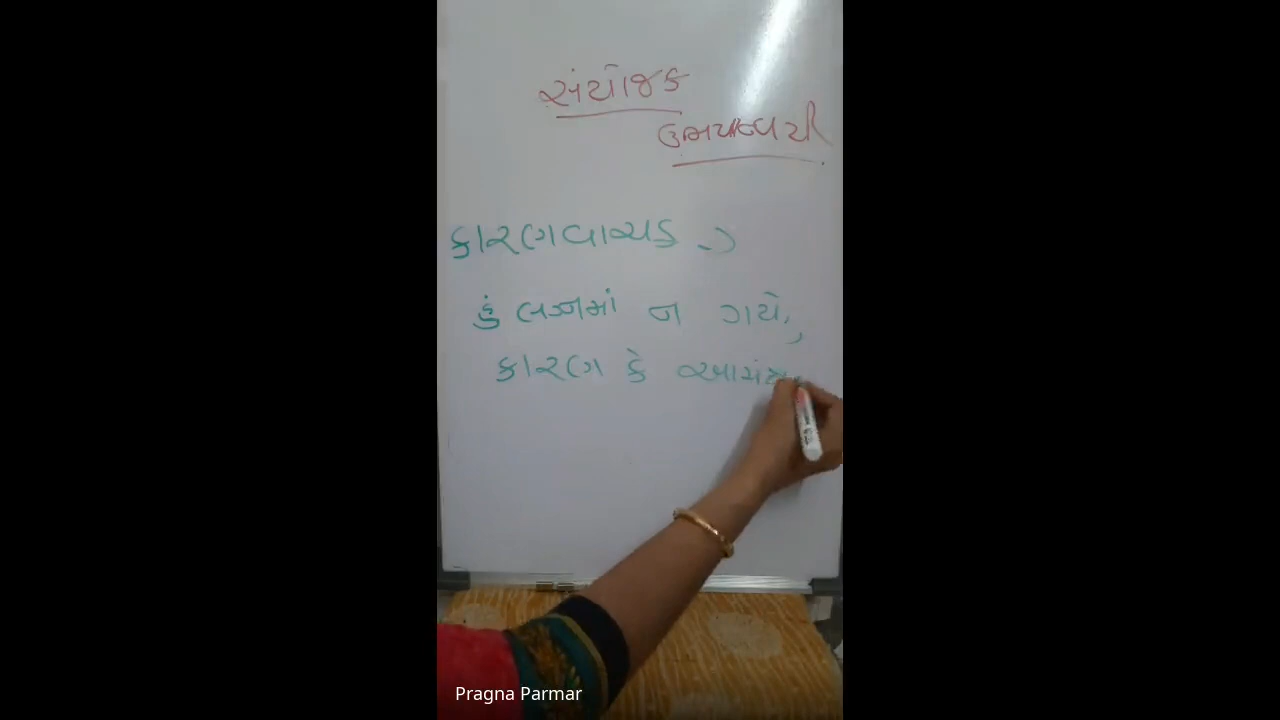 સંયોજક
ઉભયાન્વયી
કારણવાચક →
હું લગ્નમાં ન ગયો,
કારણ કે
Pragna Parmar